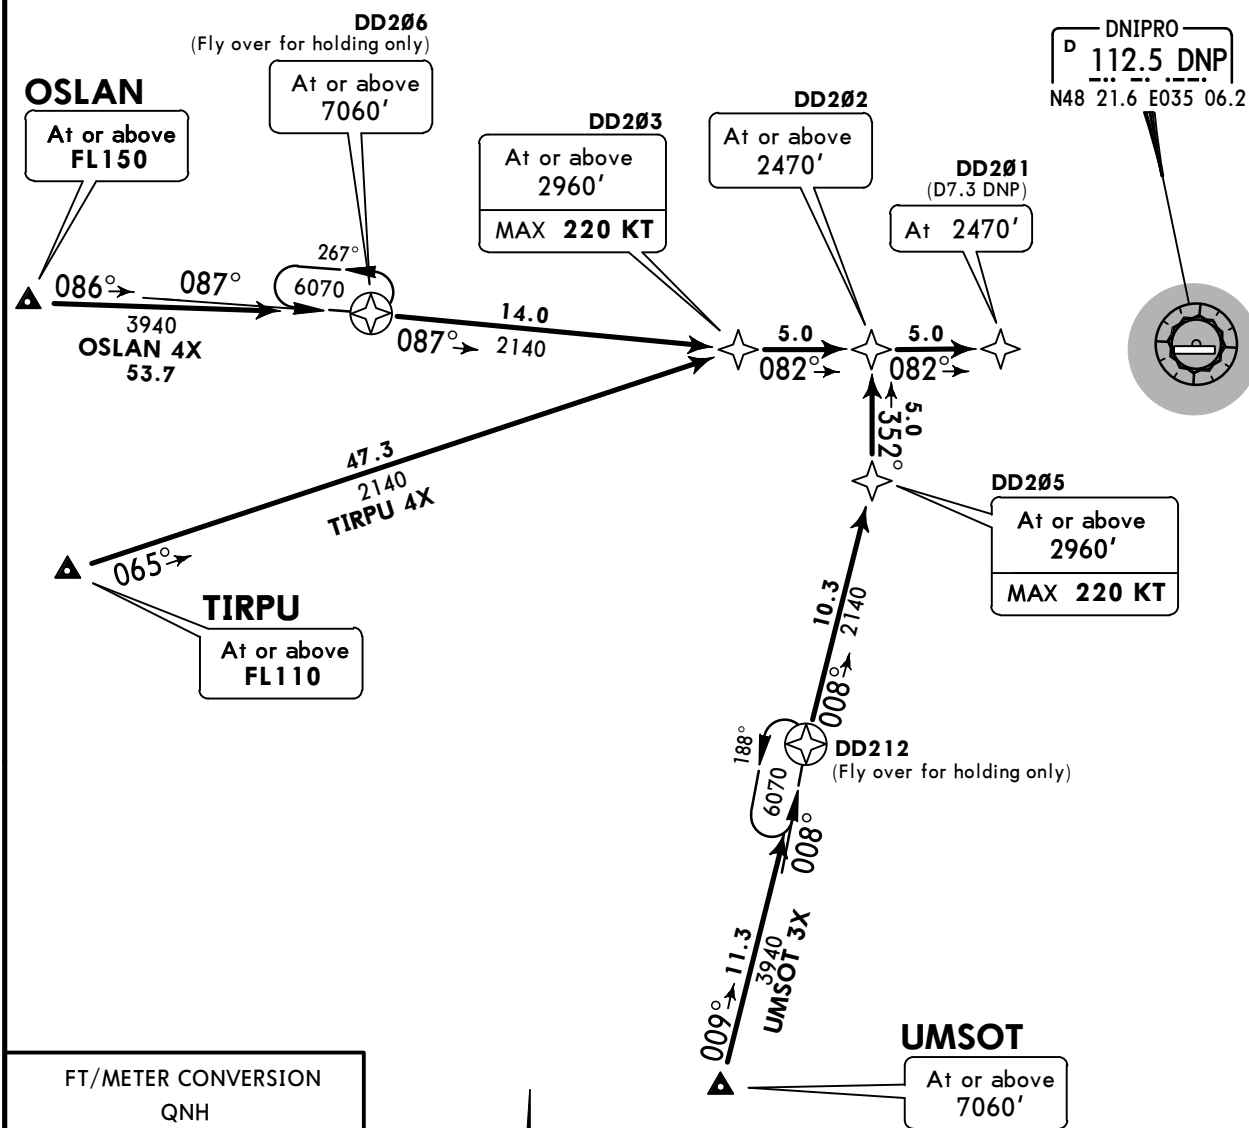 DD2Ø6
(Fly over for holding only)
At or above
7060'
OSLAN
At or above
FL150
DNIPRO
D 112.5 DNP
N48 21.6 E035 06.2
DD2Ø3
At or above
2960'
MAX 220 KT
DD2Ø2
At or above
2470'
DD2Ø1
(D7.3 DNP)
At 2470'
086°
087°
267°
6070
3940
OSLAN 4X
53.7
14.0
087°
2140
5.0
082°
5.0
082°
5.0
352°
47.3
2140
TIRPU 4X
065°
TIRPU
At or above
FL110
DD2Ø5
At or above
2960'
MAX 220 KT
10.3
2140
008°
DD212
(Fly over for holding only)
188°
6070
008°
11.3
3940
UMSOT 3X
009°
UMSOT
At or above
7060'
FT/METER CONVERSION
QNH